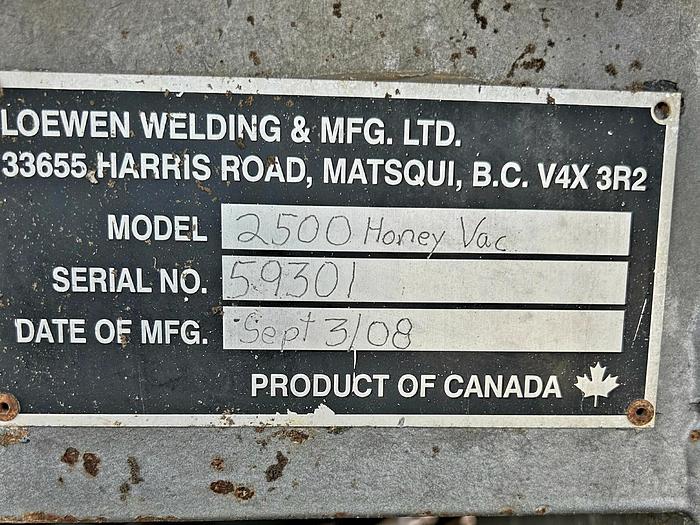 LOEWEN WELDING & MFG. LTD.
33655 HARRIS ROAD, MATSQUI, B.C. V4X 3R2
MODEL 2500 Honey Vac
SERIAL NO. 59301
DATE OF MFG. Sept 3/08
PRODUCT OF CANADA